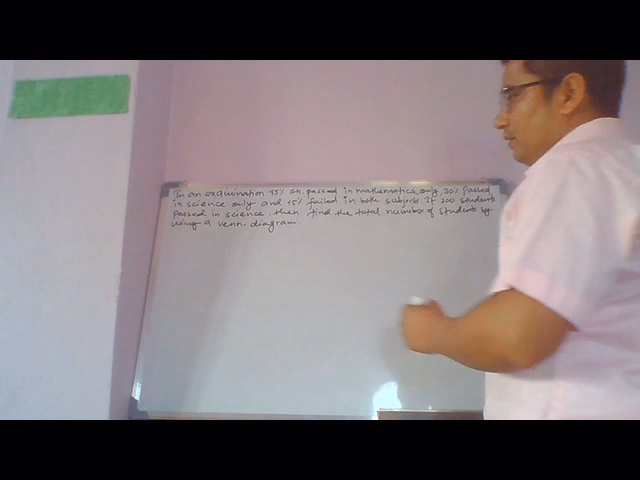 In an examination 45% sts. passed in mathematics only, 30% passed
in science only and 15% failed in both subjects. If 200 students
passed in science, then find the total number of students by
using a venn-diagram.